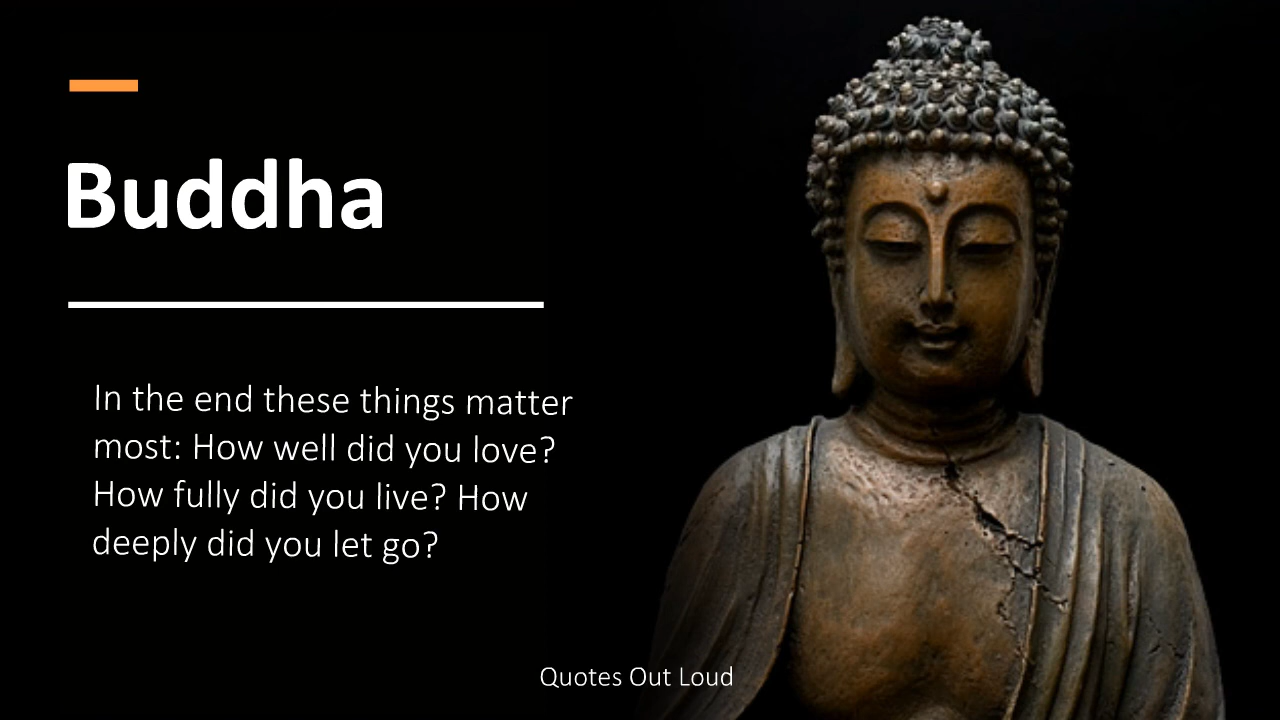 Buddha
In the end these things matter
most: How well did you love?
How fully did you live? How
deeply did you let go?
Quotes Out Loud